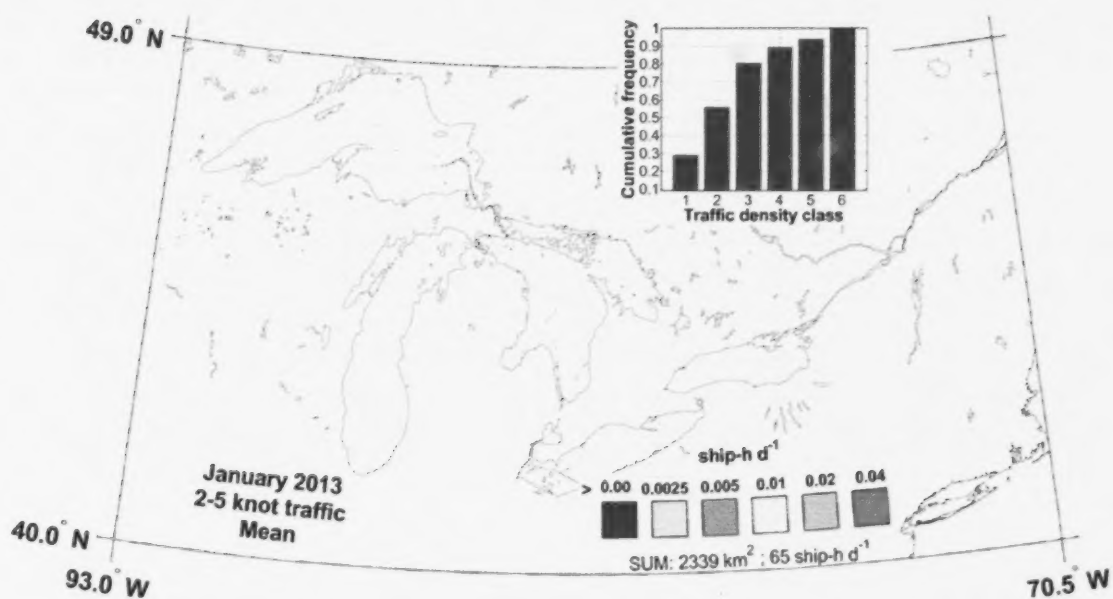 49.0° N
Cumulative frequency
1
0.9
0.8
0.7
0.6
0.5
0.4
0.3
0.2
0.1
1 2 3 4 5 6
Traffic density class
January 2013
2-5 knot traffic
Mean
ship-h d-1
> 0.00 0.0025 0.005 0.01 0.02 0.04
SUM: 2339 km2 ; 65 ship-h d-1
40.0° N
93.0° W
70.5° W